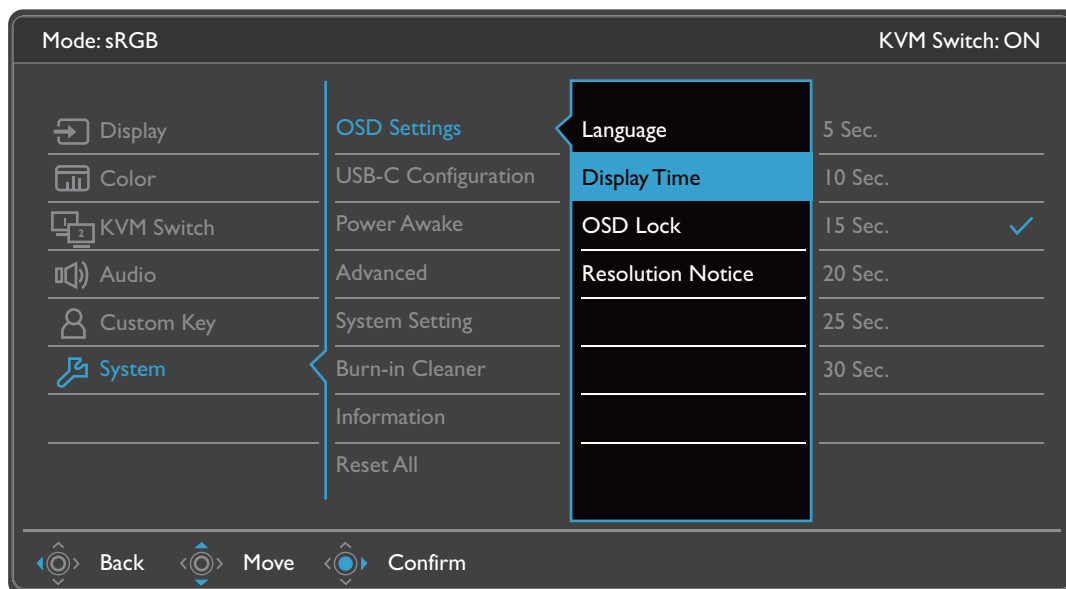 Mode: sRGB
KVM Switch: ON
Display
Color
KVM Switch
Audio
Custom Key
System
OSD Settings
USB-C Configuration
Power Awake
Advanced
System Setting
Burn-in Cleaner
Information
Reset All
Language
Display Time
OSD Lock
Resolution Notice
5 Sec.
10 Sec.
15 Sec.
20 Sec.
25 Sec.
30 Sec.
Back
Move
Confirm